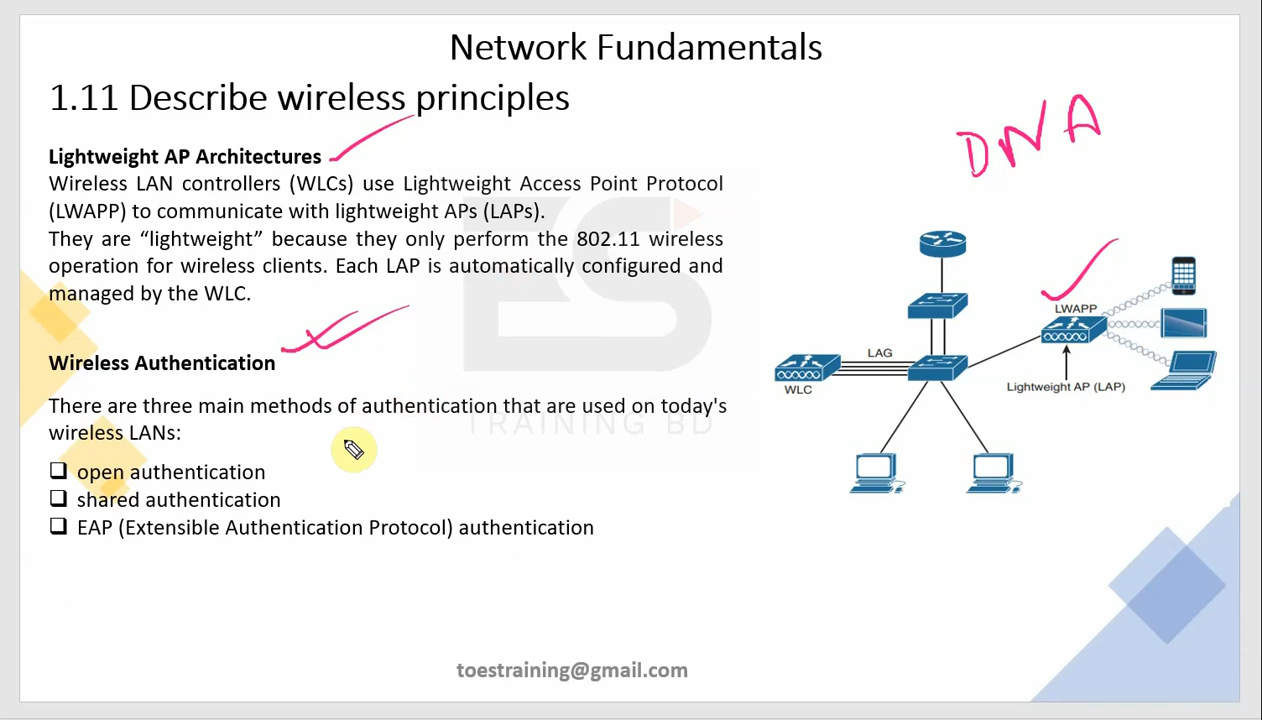 Network Fundamentals
1.11 Describe wireless principles
DNA
Lightweight AP Architectures
Wireless LAN controllers (WLCs) use Lightweight Access Point Protocol
(LWAPP) to communicate with lightweight APs (LAPs).
They are “lightweight” because they only perform the 802.11 wireless
operation for wireless clients. Each LAP is automatically configured and
managed by the WLC.
Wireless Authentication
There are three main methods of authentication that are used on today's
wireless LANs:
open authentication
shared authentication
EAP (Extensible Authentication Protocol) authentication
LWAPP
LAG
WLC
Lightweight AP (LAP)
ES
TRAINING BD
toestraining@gmail.com